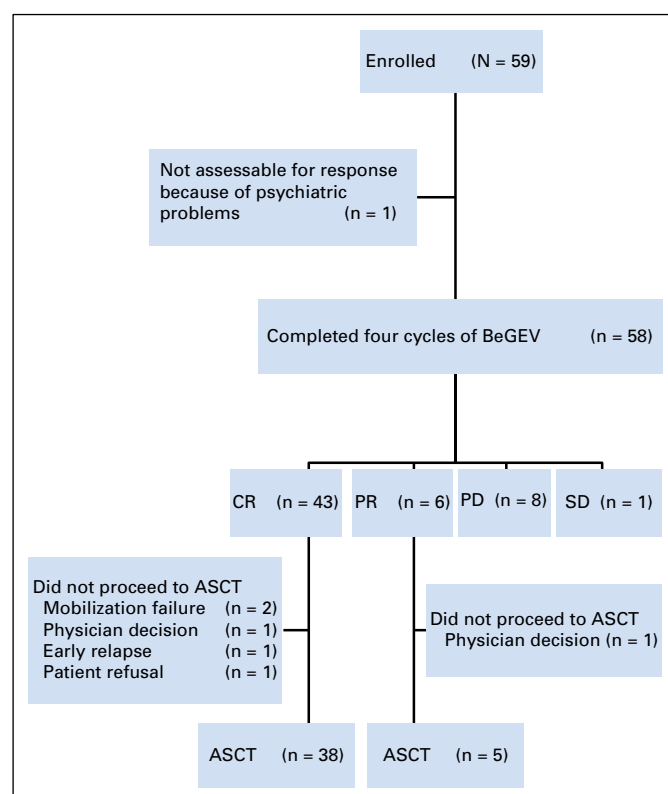 Enrolled (N = 59)
Not assessable for response
because of psychiatric
problems (n = 1)
Completed four cycles of BeGEV (n = 58)
CR (n = 43)
PR (n = 6)
PD (n = 8)
SD (n = 1)
Did not proceed to ASCT
Mobilization failure (n = 2)
Physician decision (n = 1)
Early relapse (n = 1)
Patient refusal (n = 1)
Did not proceed to ASCT
Physician decision (n = 1)
ASCT (n = 38)
ASCT (n = 5)